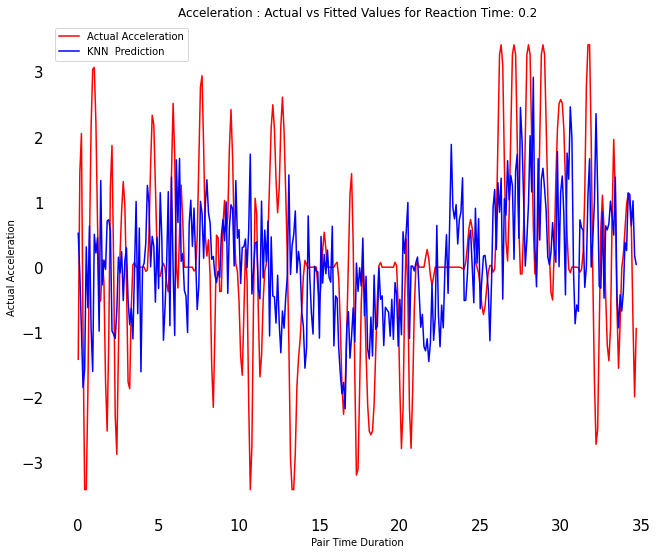 Acceleration : Actual vs Fitted Values for Reaction Time: 0.2
Actual Acceleration
KNN  Prediction
3
2
1
0
−1
−2
−3
Actual Acceleration
0 5 10 15 20 25 30 35
Pair Time Duration